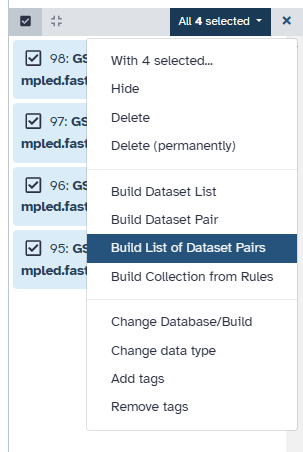 All 4 selected
98: GS
mpled.fast
97: GS
mpled.fast
96: GS
mpled.fast
95: GS
mpled.fast
With 4 selected...
Hide
Delete
Delete (permanently)
Build Dataset List
Build Dataset Pair
Build List of Dataset Pairs
Build Collection from Rules
Change Database/Build
Change data type
Add tags
Remove tags